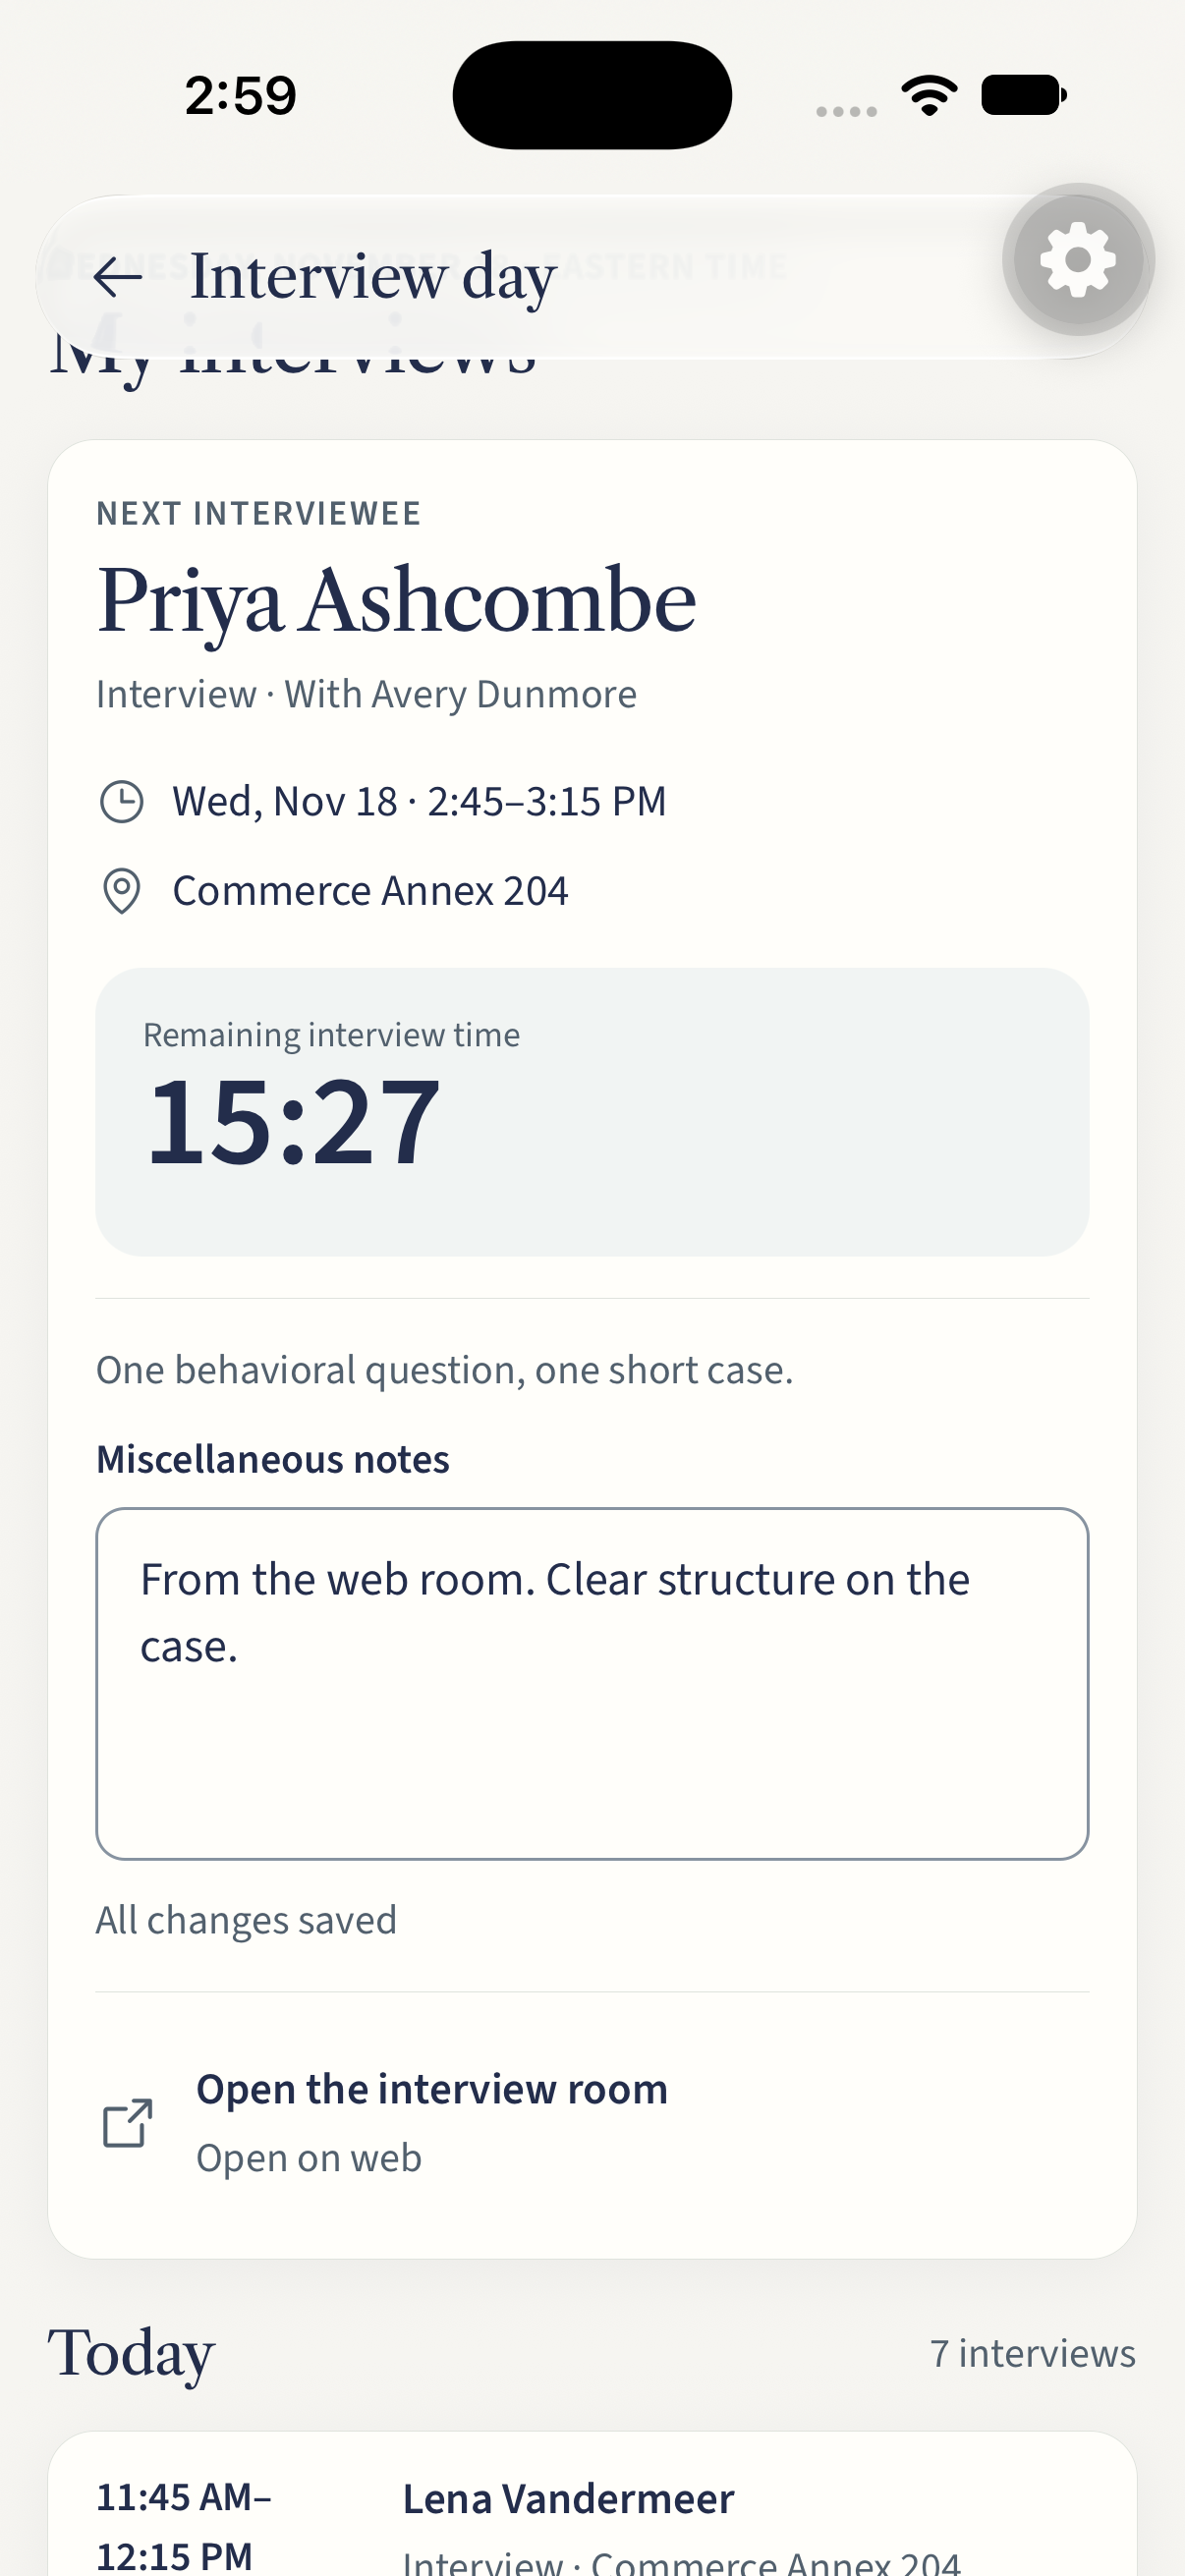 2:59
Interview day
My interviews
NEXT INTERVIEWEE
Priya Ashcombe
Interview · With Avery Dunmore
Wed, Nov 18 · 2:45–3:15 PM
Commerce Annex 204
Remaining interview time
15:27
One behavioral question, one short case.
Miscellaneous notes
From the web room. Clear structure on the
case.
All changes saved
Open the interview room
Open on web
Today
7 interviews
11:45 AM–
12:15 PM
Lena Vandermeer
Interview · Commerce Annex 204